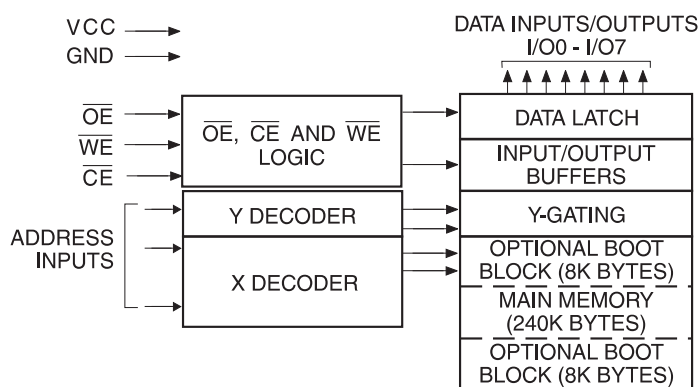 VCC
GND
DATA INPUTS/OUTPUTS
I/O0 - I/O7
OE
WE
CE
OE, CE AND WE
LOGIC
DATA LATCH
INPUT/OUTPUT
BUFFERS
ADDRESS
INPUTS
Y DECODER
X DECODER
Y-GATING
OPTIONAL BOOT
BLOCK (8K BYTES)
MAIN MEMORY
(240K BYTES)
OPTIONAL BOOT
BLOCK (8K BYTES)